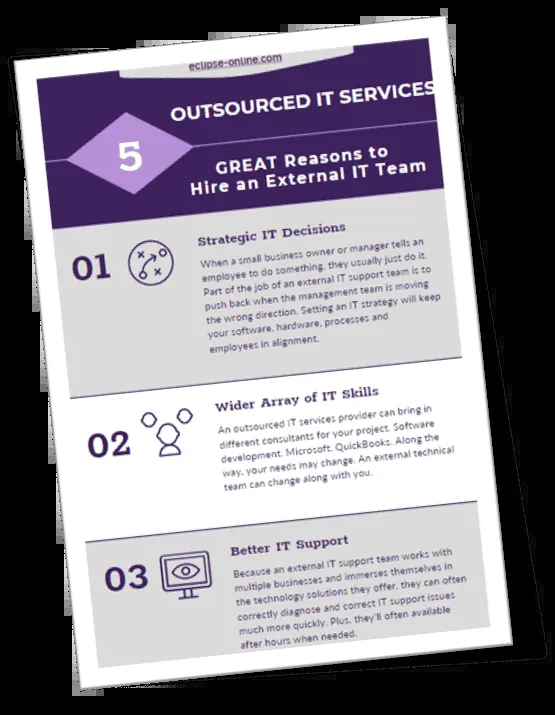 eclipse-online.com
OUTSOURCED IT SERVICES
5
GREAT Reasons to
Hire an External IT Team
01
Strategic IT Decisions
When a small business owner or manager tells an
employee to do something, they usually just do it.
Part of the job of an external IT support team is to
push back when the management team is moving
the wrong direction. Setting an IT strategy will keep
your software, hardware, processes and
employees in alignment.
02
Wider Array of IT Skills
An outsourced IT services provider can bring in
different consultants for your project. Software
development. Microsoft. QuickBooks. Along the
way, your needs may change. An external technical
team can change along with you.
03
Better IT Support
Because an external IT support team works with
multiple businesses and immerses themselves in
the technology solutions they offer, they can often
correctly diagnose and correct IT support issues
much more quickly. Plus, they'll often available
after hours when needed.